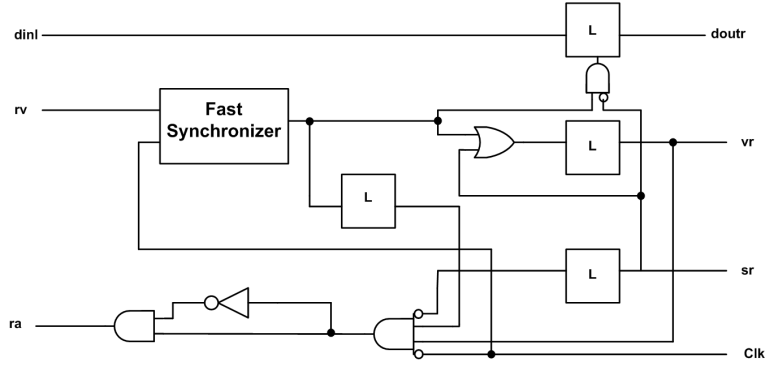 dinl
L
doutr
rv
Fast
Synchronizer
L
vr
L
L
sr
ra
Clk